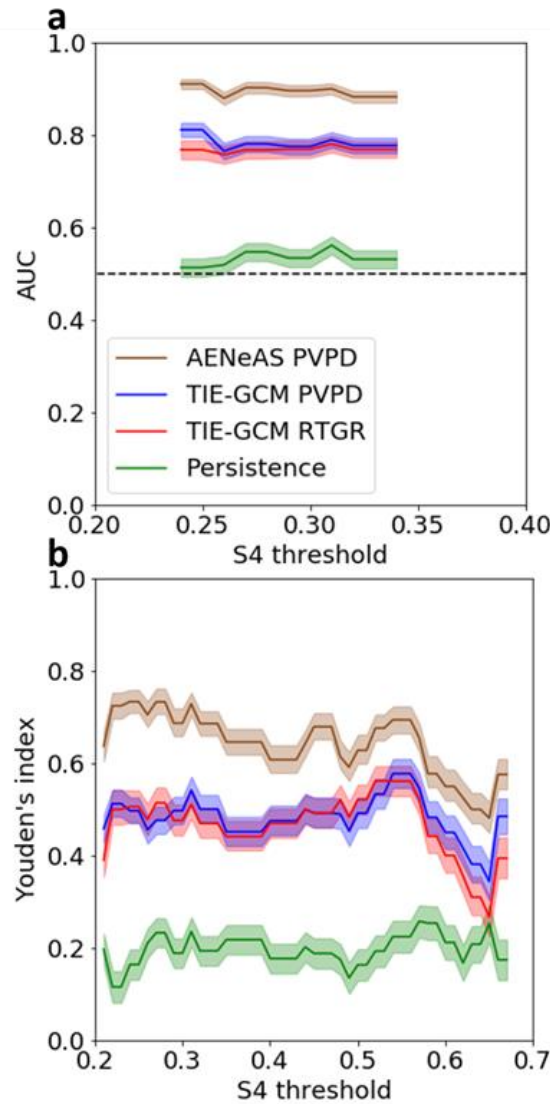 a
1.0
0.8
0.6
0.4
0.2
0.0
AUC
AENeAS PVPD
TIE-GCM PVPD
TIE-GCM RTGR
Persistence
0.20 0.25 0.30 0.35 0.40
S4 threshold
b
1.0
0.8
0.6
0.4
0.2
0.0
Youden's index
0.2 0.3 0.4 0.5 0.6 0.7
S4 threshold